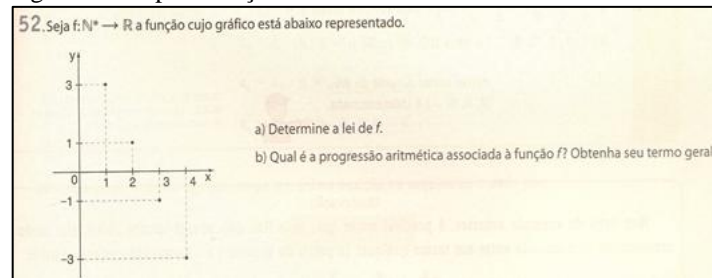 52. Seja f: ℕ* → ℝ a função cujo gráfico está abaixo representado.
y
3
1
0 1 2 3 4 x
-1
-3
a) Determine a lei de f.
b) Qual é a progressão aritmética associada à função f? Obtenha seu termo geral